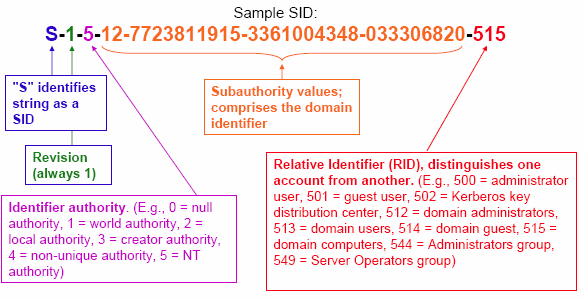 Sample SID:
S-1-5-12-7723811915-3361004348-033306820-515
"S" identifies
string as a
SID
Subauthority values;
comprises the domain
identifier
Revision
(always 1)
Relative Identifier (RID), distinguishes one
account from another. (E.g., 500 = administrator
user, 501 = guest user, 502 = Kerberos key
distribution center, 512 = domain administrators,
513 = domain users, 514 = domain guest, 515 =
domain computers, 544 = Administrators group,
549 = Server Operators group)
Identifier authority. (E.g., 0 = null
authority, 1 = world authority, 2 =
local authority, 3 = creator authority,
4 = non-unique authority, 5 = NT
authority)